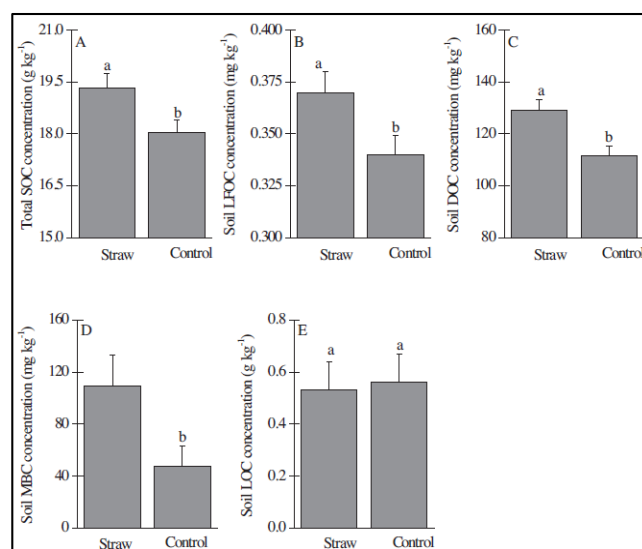 A
Total SOC concentration (g kg-1)
21.0
19.5
18.0
16.5
15.0
a
b
Straw Control
B
Soil LFOC concentration (mg kg-1)
0.400
0.375
0.350
0.325
0.300
a
b
Straw Control
C
Soil DOC concentration (mg kg-1)
160
140
120
100
80
a
b
Straw Control
D
Soil MBC concentration (mg kg-1)
160
120
80
40
0
b
Straw Control
E
Soil LOC concentration (g kg-1)
0.8
0.6
0.4
0.2
0.0
a
a
Straw Control